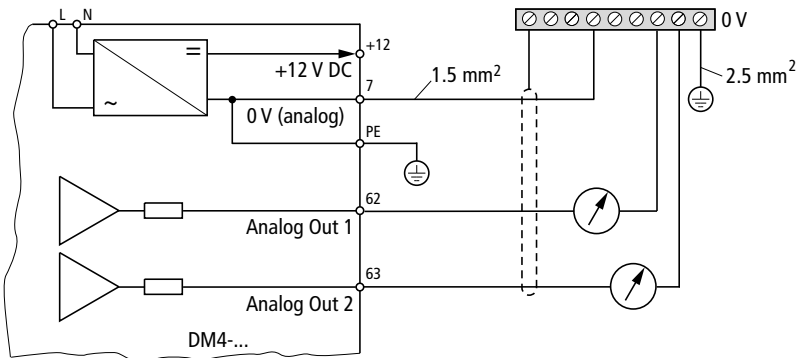 L N
0 V
+12
+12 V DC
=
~
7
1.5 mm²
2.5 mm²
0 V (analog)
PE
62
Analog Out 1
63
Analog Out 2
DM4-...